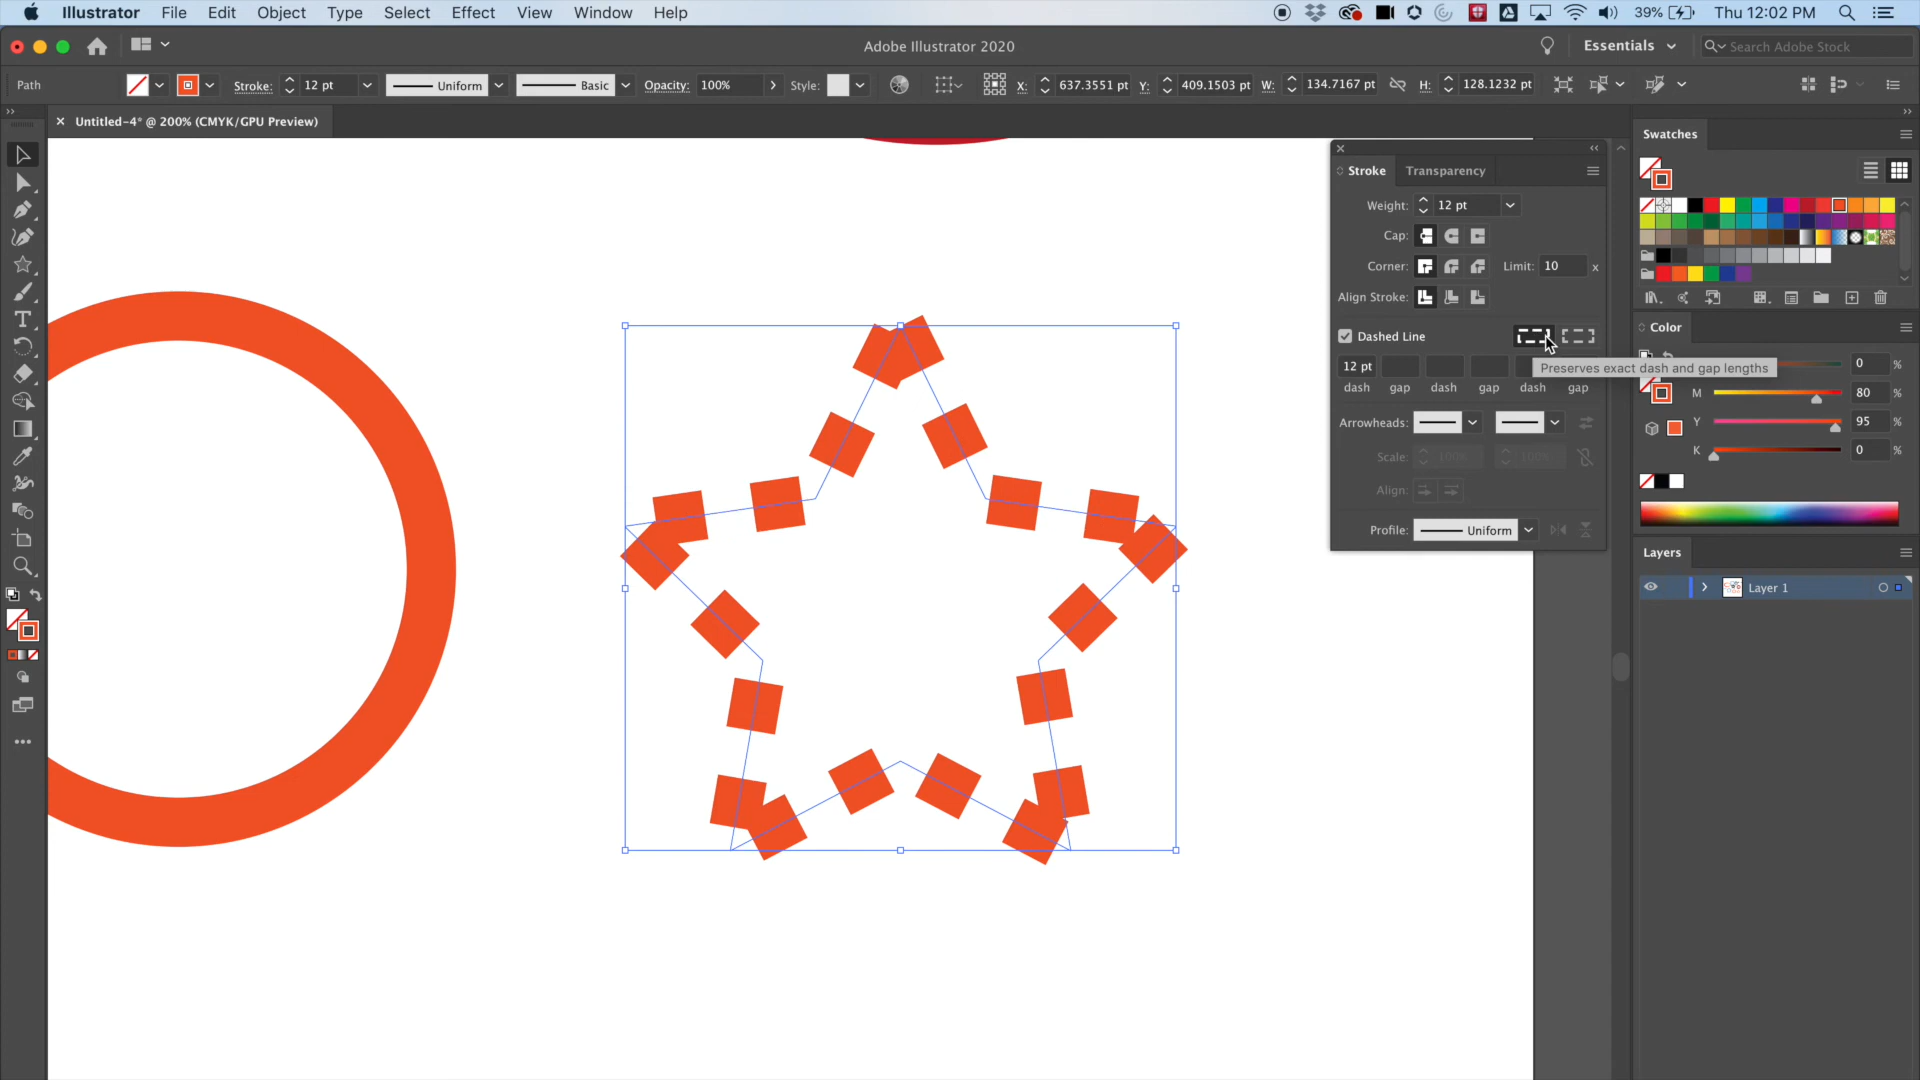 Illustrator File Edit Object Type Select Effect View Window Help 39% Thu 12:02 PM
Adobe Illustrator 2020 Essentials Search Adobe Stock
Path Stroke: 12 pt Uniform Basic Opacity: 100% Style: X: 637.3551 pt Y: 409.1503 pt W: 134.7167 pt H: 128.1232 pt
Untitled-4* @ 200% (CMYK/GPU Preview)
Swatches
Stroke Transparency
Weight: 12 pt
Cap:
Corner: Limit: 10 x
Align Stroke:
Dashed Line
12 pt
Preserves exact dash and gap lengths
dash gap dash gap dash gap
Arrowheads:
Scale: 100% 100%
Align:
Profile: Uniform
Color
0 %
M 80 %
Y 95 %
K 0 %
Layers
Layer 1